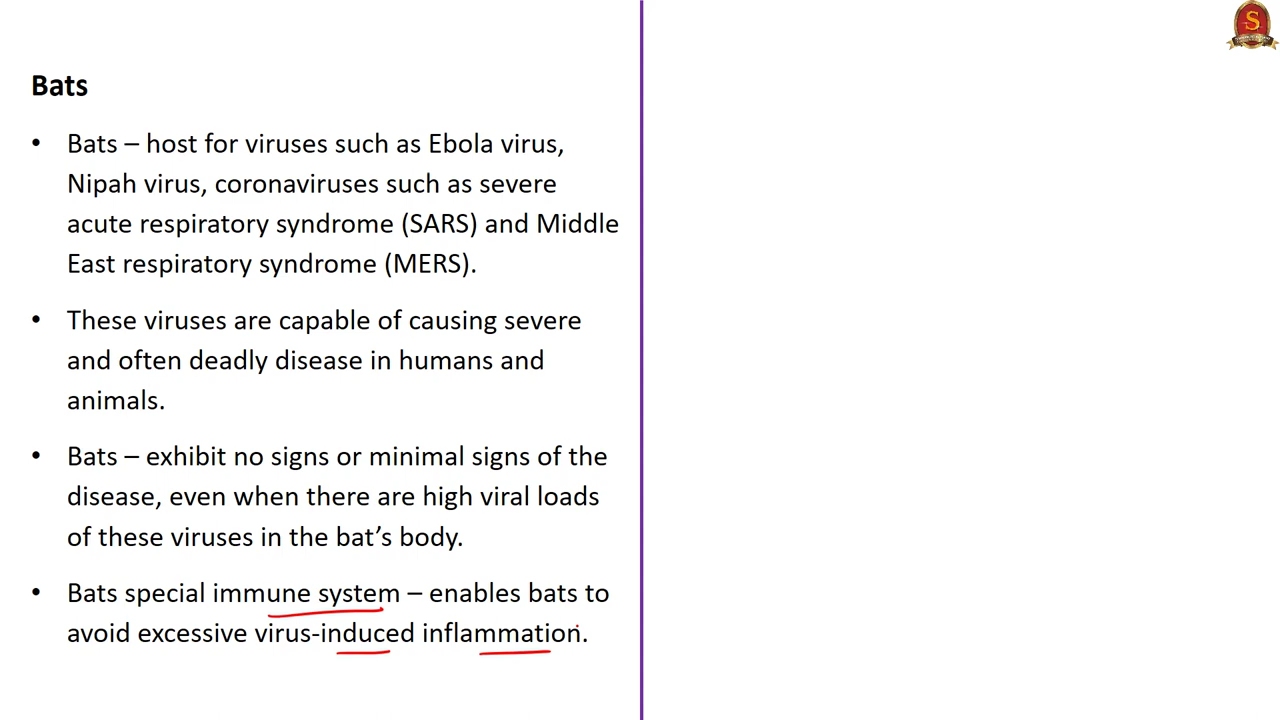 S
Bats
• Bats – host for viruses such as Ebola virus,
Nipah virus, coronaviruses such as severe
acute respiratory syndrome (SARS) and Middle
East respiratory syndrome (MERS).
• These viruses are capable of causing severe
and often deadly disease in humans and
animals.
• Bats – exhibit no signs or minimal signs of the
disease, even when there are high viral loads
of these viruses in the bat’s body.
• Bats special immune system – enables bats to
avoid excessive virus-induced inflammation.